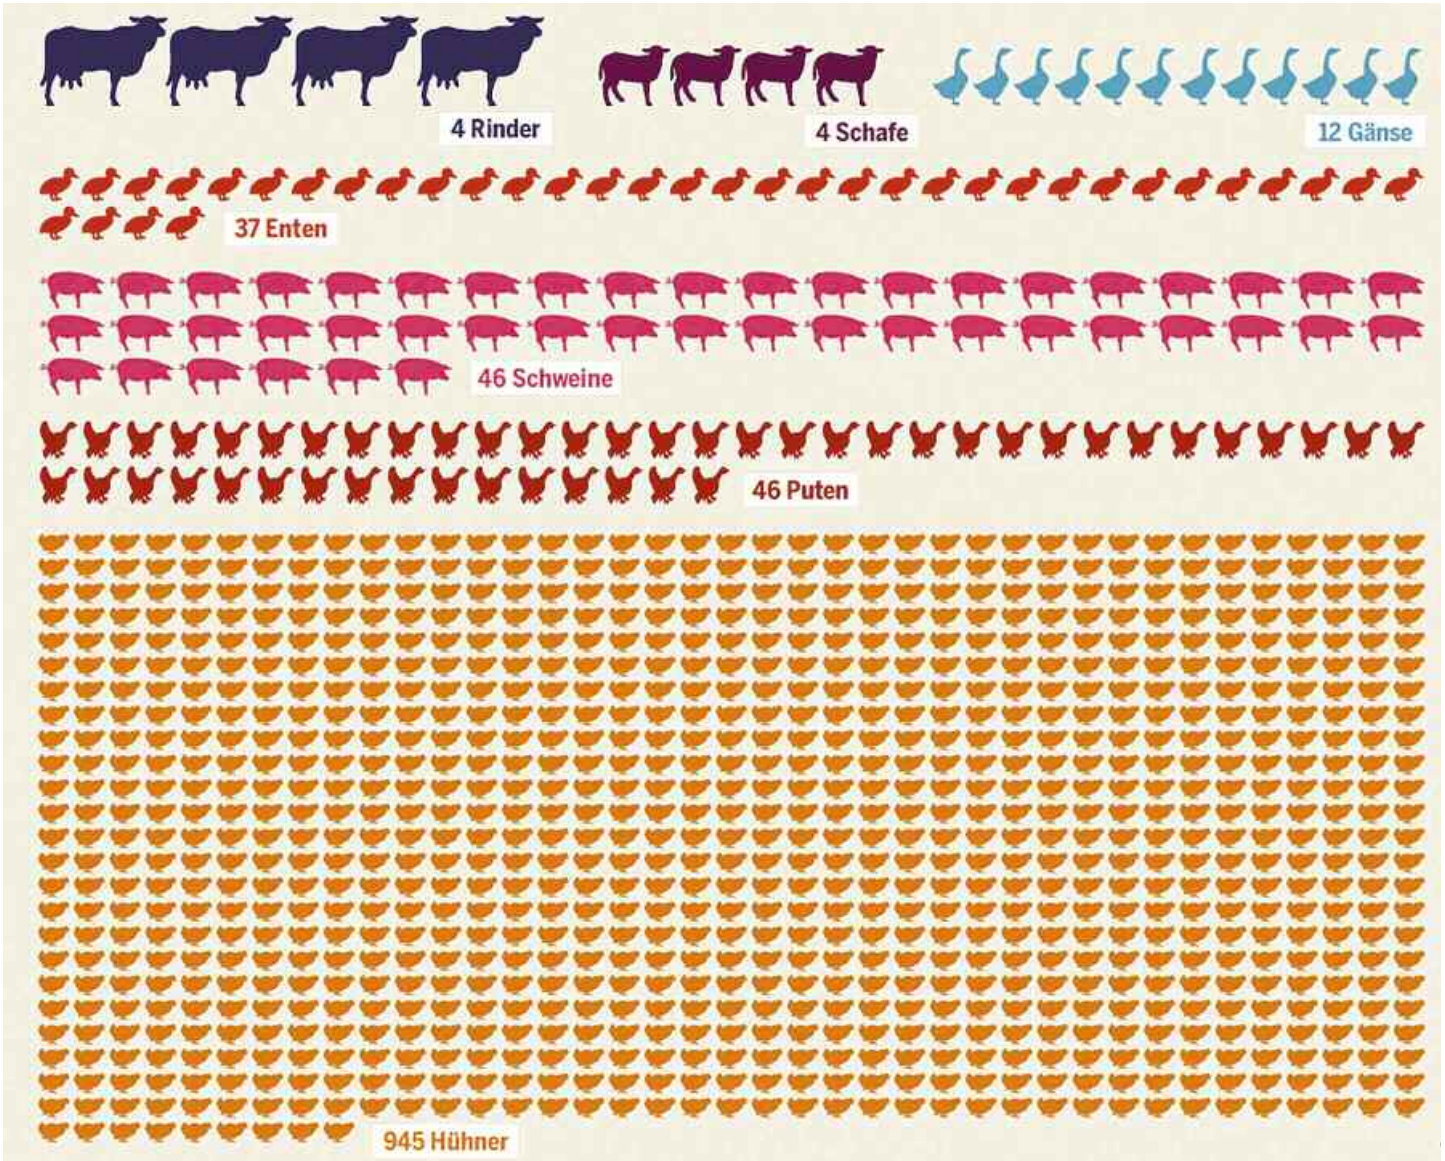 4 Rinder
4 Schafe
12 Gänse
37 Enten
46 Schweine
46 Puten
945 Hühner